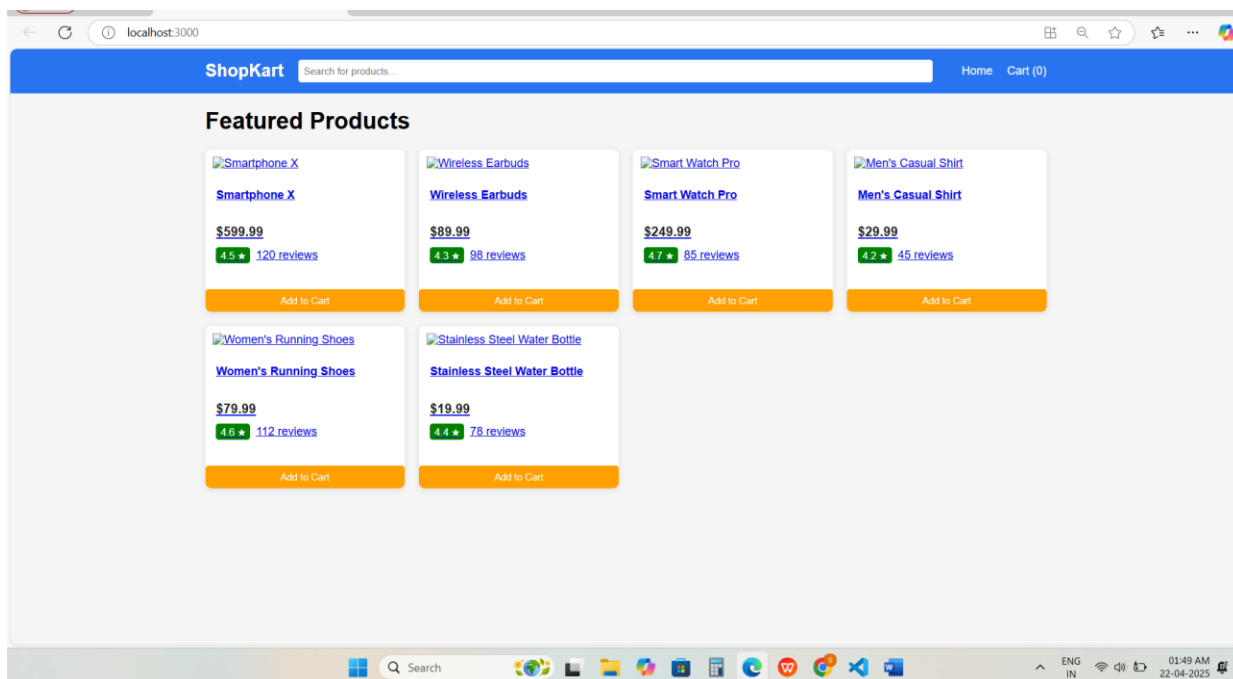 localhost:3000
ShopKart Search for products... Home Cart (0)
Featured Products
Smartphone X Wireless Earbuds Smart Watch Pro Men's Casual Shirt
Smartphone X Wireless Earbuds Smart Watch Pro Men's Casual Shirt
$599.99 $89.99 $249.99 $29.99
4.5 ★ 120 reviews 4.3 ★ 98 reviews 4.7 ★ 85 reviews 4.2 ★ 45 reviews
Add to Cart Add to Cart Add to Cart Add to Cart
Women's Running Shoes Stainless Steel Water Bottle
Women's Running Shoes Stainless Steel Water Bottle
$79.99 $19.99
4.6 ★ 112 reviews 4.4 ★ 78 reviews
Add to Cart Add to Cart
Search ENG 01:49 AM
IN 22-04-2025